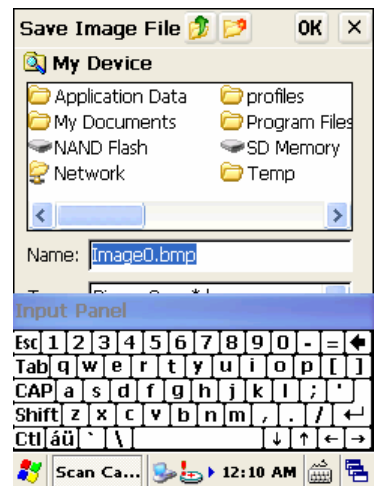 Save Image File OK ×
My Device
Application Data profiles
My Documents Program Files
NAND Flash SD Memory
Network Temp
Name: Image0.bmp
Input Panel
Esc 1 2 3 4 5 6 7 8 9 0 - =
Tab q w e r t y u i o p [ ]
CAP a s d f g h j k l ; '
Shift z x c v b n m , . / ↵
Ctl áü ` \ ↓ ↑ ← →
Scan Ca... 12:10 AM